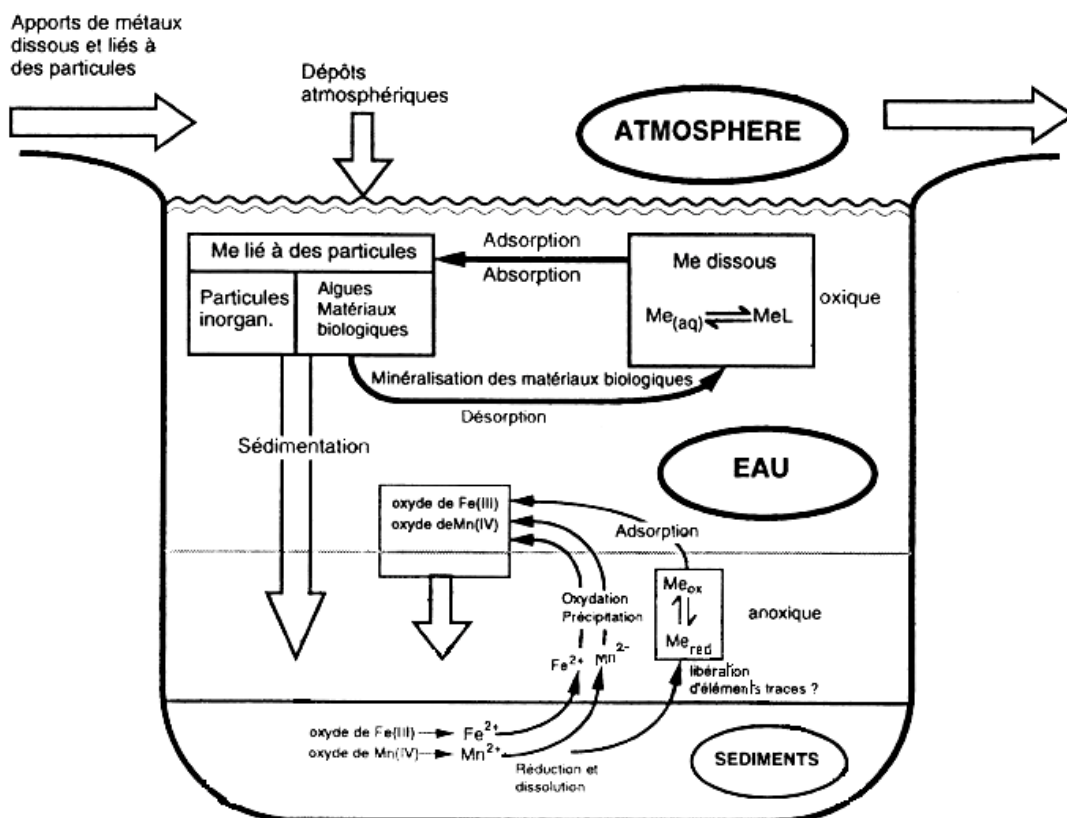 Apports de métaux
dissous et liés à
des particules
Dépôts
atmosphériques
ATMOSPHERE
Me lié à des particules
Particules
inorgan.
Algues
Matériaux
biologiques
Adsorption
Absorption
Me dissous
Me(aq) ⇌ MeL
oxique
Minéralisation des matériaux biologiques
Désorption
Sédimentation
EAU
oxyde de Fe(III)
oxyde deMn(IV)
Adsorption
Oxydation
Précipitation
Meox
Mered
anoxique
Fe2+
Mn2-
libération
d'éléments traces ?
oxyde de Fe(III) → Fe2+
oxyde de Mn(IV) → Mn2+
Réduction et
dissolution
SEDIMENTS